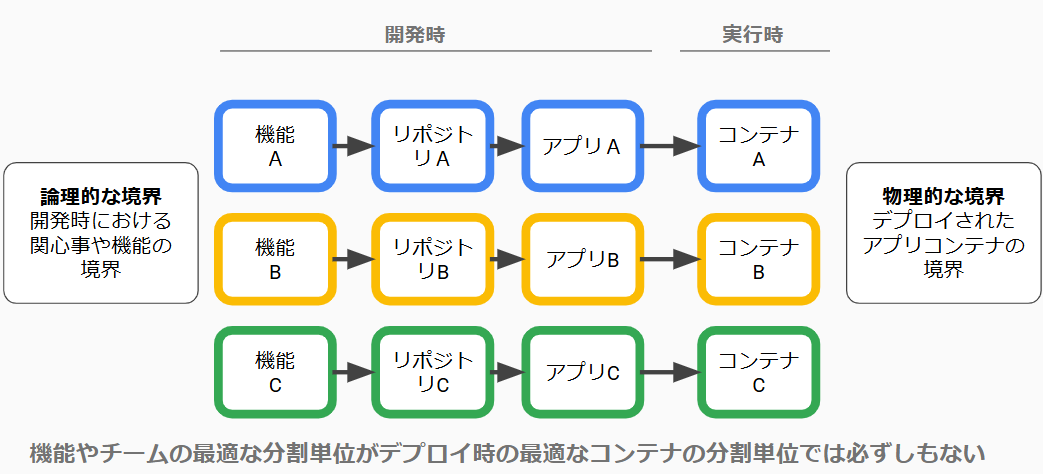 開発時
実行時
機能
A
リポジト
リA
アプリA
コンテナ
A
論理的な境界
開発時における
関心事や機能の
境界
機能
B
リポジト
リB
アプリB
コンテナ
B
物理的な境界
デプロイされた
アプリコンテナの
境界
機能
C
リポジト
リC
アプリC
コンテナ
C
機能やチームの最適な分割単位がデプロイ時の最適なコンテナの分割単位では必ずしもない